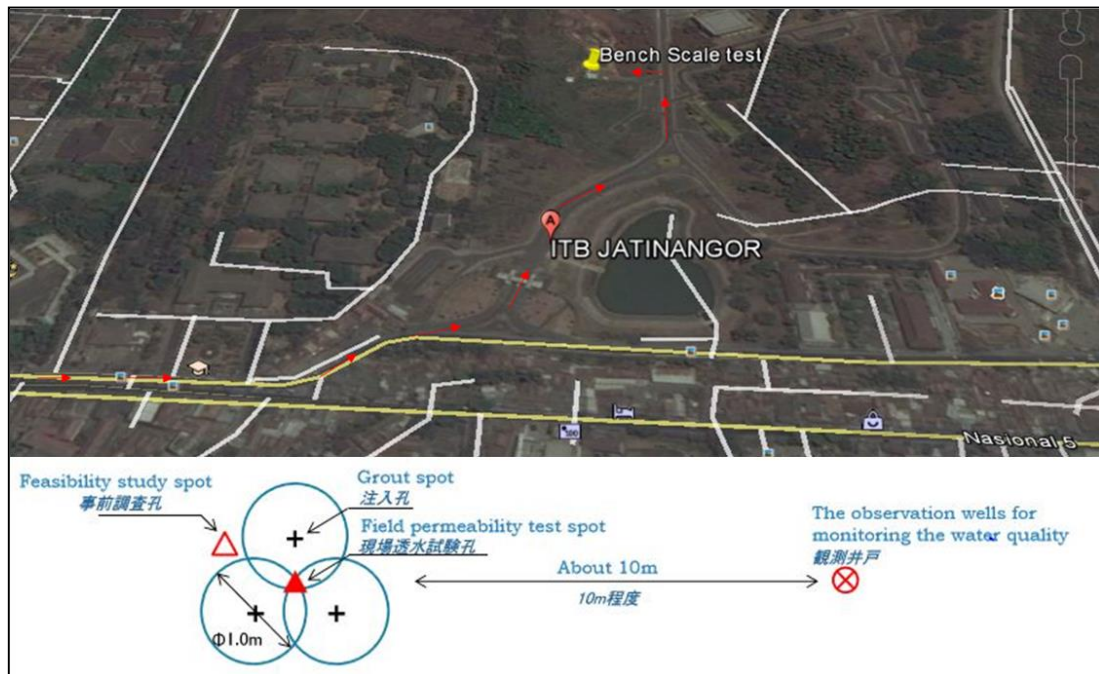 Bench Scale test
A
ITB JATINANGOR
Nasional 5
Feasibility study spot
事前調査孔
Grout spot
注入孔
Field permeability test spot
現場透水試験孔
Φ1.0m
About 10m
10m程度
The observation wells for
monitoring the water quality
観測井戸